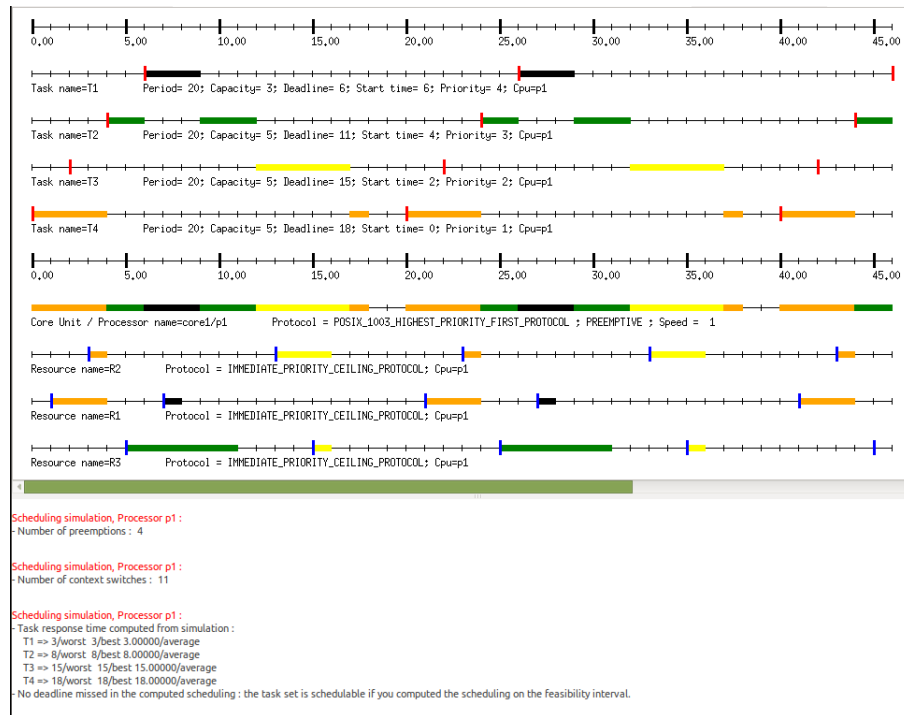 0.00 5.00 10.00 15.00 20.00 25.00 30.00 35.00 40.00 45.00
Task name=T1 Period= 20; Capacity= 3; Deadline= 6; Start time= 6; Priority= 4; Cpu=p1
Task name=T2 Period= 20; Capacity= 5; Deadline= 11; Start time= 4; Priority= 3; Cpu=p1
Task name=T3 Period= 20; Capacity= 5; Deadline= 15; Start time= 2; Priority= 2; Cpu=p1
Task name=T4 Period= 20; Capacity= 5; Deadline= 18; Start time= 0; Priority= 1; Cpu=p1
0.00 5.00 10.00 15.00 20.00 25.00 30.00 35.00 40.00 45.00
Core Unit / Processor name=core1/p1 Protocol = POSIX_1003_HIGHEST_PRIORITY_FIRST_PROTOCOL ; PREEMPTIVE ; Speed = 1
Resource name=R2 Protocol = IMMEDIATE_PRIORITY_CEILING_PROTOCOL; Cpu=p1
Resource name=R1 Protocol = IMMEDIATE_PRIORITY_CEILING_PROTOCOL; Cpu=p1
Resource name=R3 Protocol = IMMEDIATE_PRIORITY_CEILING_PROTOCOL; Cpu=p1
Scheduling simulation, Processor p1 :
- Number of preemptions : 4
Scheduling simulation, Processor p1 :
- Number of context switches : 11
Scheduling simulation, Processor p1 :
- Task response time computed from simulation :
T1 => 3/worst 3/best 3.00000/average
T2 => 8/worst 8/best 8.00000/average
T3 => 15/worst 15/best 15.00000/average
T4 => 18/worst 18/best 18.00000/average
- No deadline missed in the computed scheduling : the task set is schedulable if you computed the scheduling on the feasibility interval.